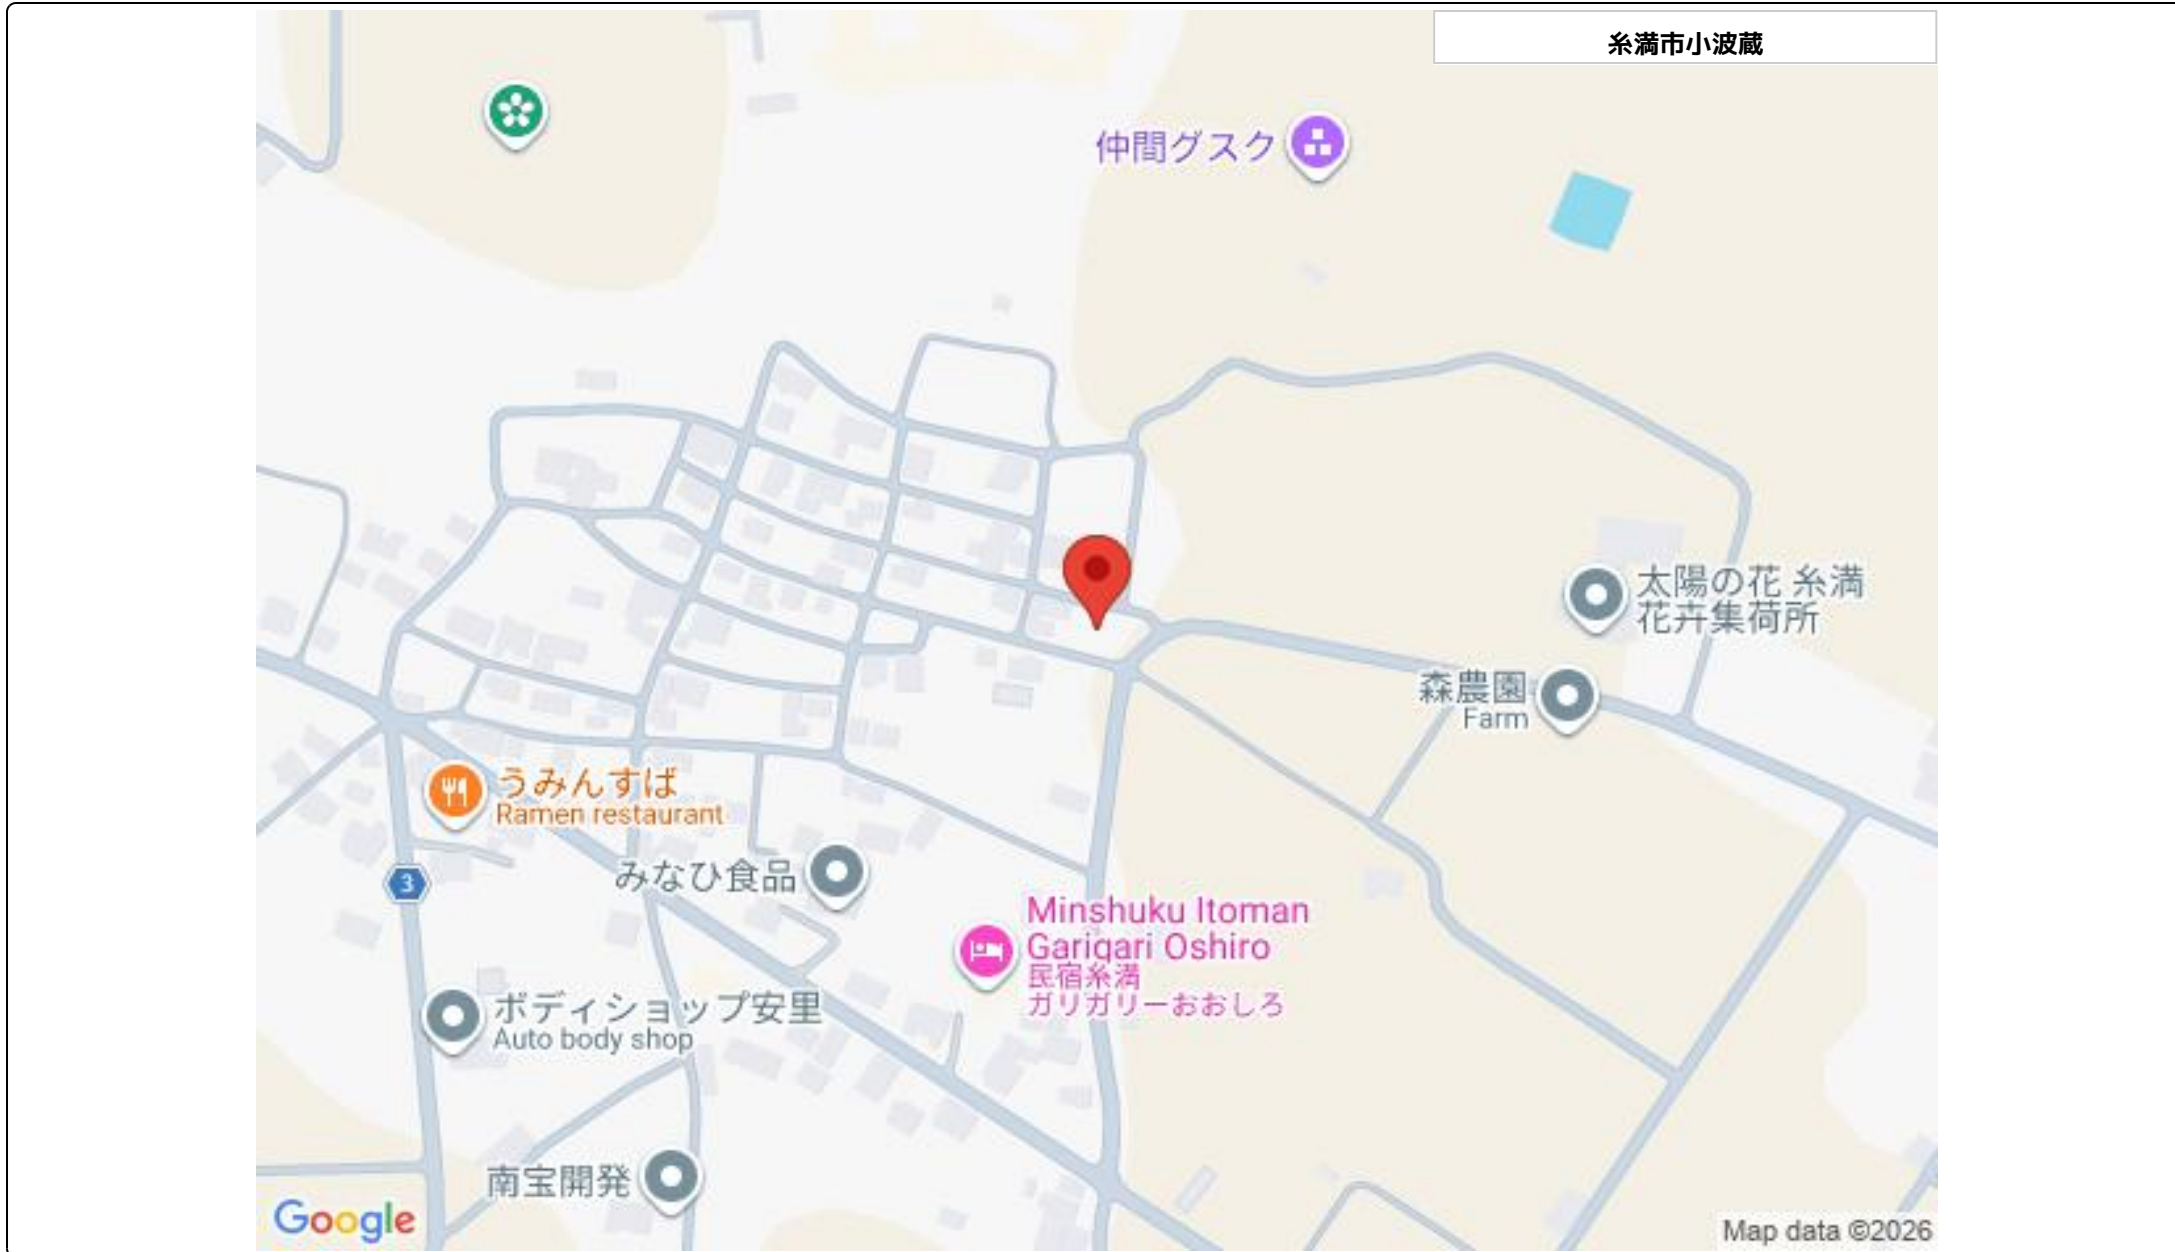 糸満市小波蔵
仲間グスク
太陽の花 糸満
花卉集荷所
森農園
Farm
うみんすば
Ramen restaurant
みなひ食品
3
Minshuku Itoman
Gariqari Oshiro
民宿糸満
ガリガリーおおしろ
ボディショップ安里
Auto body shop
南宝開発
Google
Map data ©2026